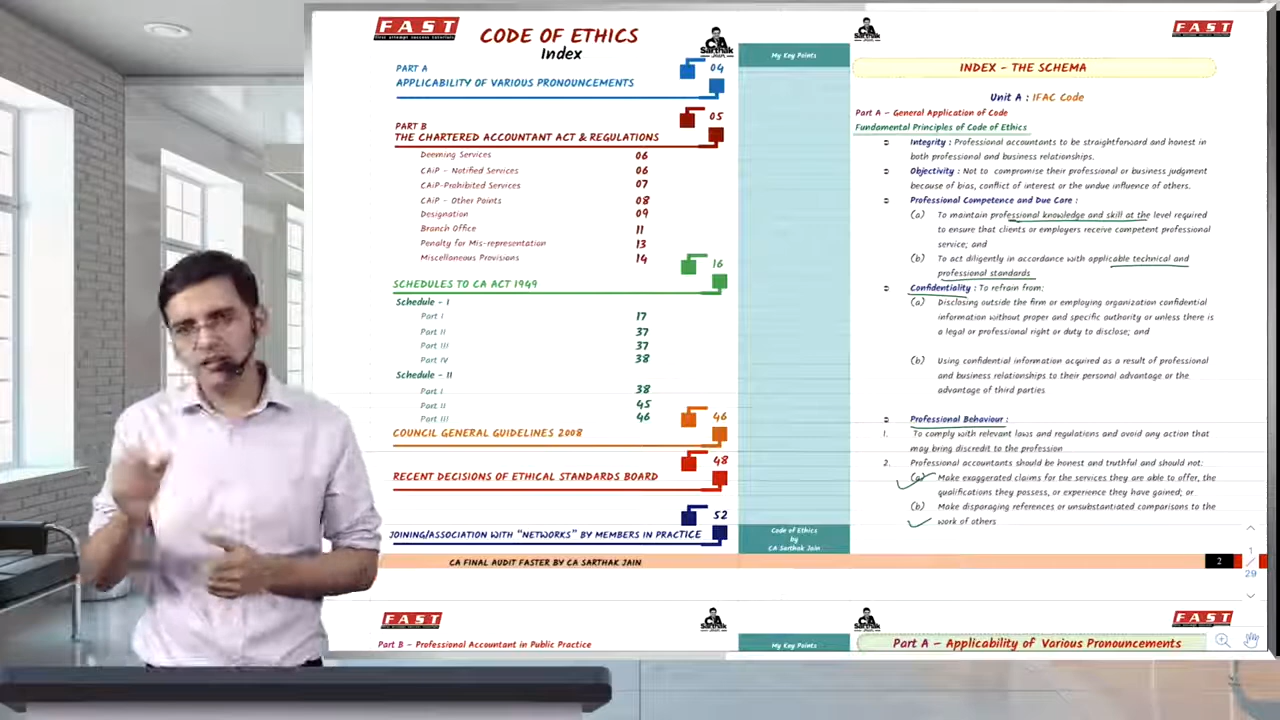 FAST
first attempt success tutorials
CODE OF ETHICS
Index
Sarthak
Jain
PART A
04
APPLICABILITY OF VARIOUS PRONOUNCEMENTS
05
PART B
THE CHARTERED ACCOUNTANT ACT & REGULATIONS
Deeming Services 06
CAiP - Notified Services 06
CAiP-Prohibited Services 07
CAiP - Other Points 08
Designation 09
Branch Office 11
Penalty for Mis-representation 13
Miscellaneous Provisions 14
16
SCHEDULES TO CA ACT 1949
Schedule - I
Part I 17
Part II 37
Part III 37
Part IV 38
Schedule - II
Part I 38
Part II 45
Part III 46
46
COUNCIL GENERAL GUIDELINES 2008
48
RECENT DECISIONS OF ETHICAL STANDARDS BOARD
52
JOINING/ASSOCIATION WITH "NETWORKS" BY MEMBERS IN PRACTICE
CA FINAL AUDIT FASTER BY CA SARTHAK JAIN
My Key Points
Code of Ethics
by
CA Sarthak Jain
FAST
INDEX - THE SCHEMA
Unit A : IFAC Code
Part A – General Application of Code
Fundamental Principles of Code of Ethics
Integrity : Professional accountants to be straightforward and honest in
both professional and business relationships.
Objectivity : Not to compromise their professional or business judgment
because of bias, conflict of interest or the undue influence of others.
Professional Competence and Due Care :
(a) To maintain professional knowledge and skill at the level required
to ensure that clients or employers receive competent professional
service; and
(b) To act diligently in accordance with applicable technical and
professional standards
Confidentiality : To refrain from;
(a) Disclosing outside the firm or employing organization confidential
information without proper and specific authority or unless there is
a legal or professional right or duty to disclose; and
(b) Using confidential information acquired as a result of professional
and business relationships to their personal advantage or the
advantage of third parties
Professional Behaviour :
1. To comply with relevant laws and regulations and avoid any action that
may bring discredit to the profession
2. Professional accountants should be honest and truthful and should not:
(a) Make exaggerated claims for the services they are able to offer, the
qualifications they possess, or experience they have gained; or
(b) Make disparaging references or unsubstantiated comparisons to the
work of others
2
1
/
29
FAST
Part B – Professional Accountant in Public Practice
My Key Points
FAST
Part A – Applicability of Various Pronouncements